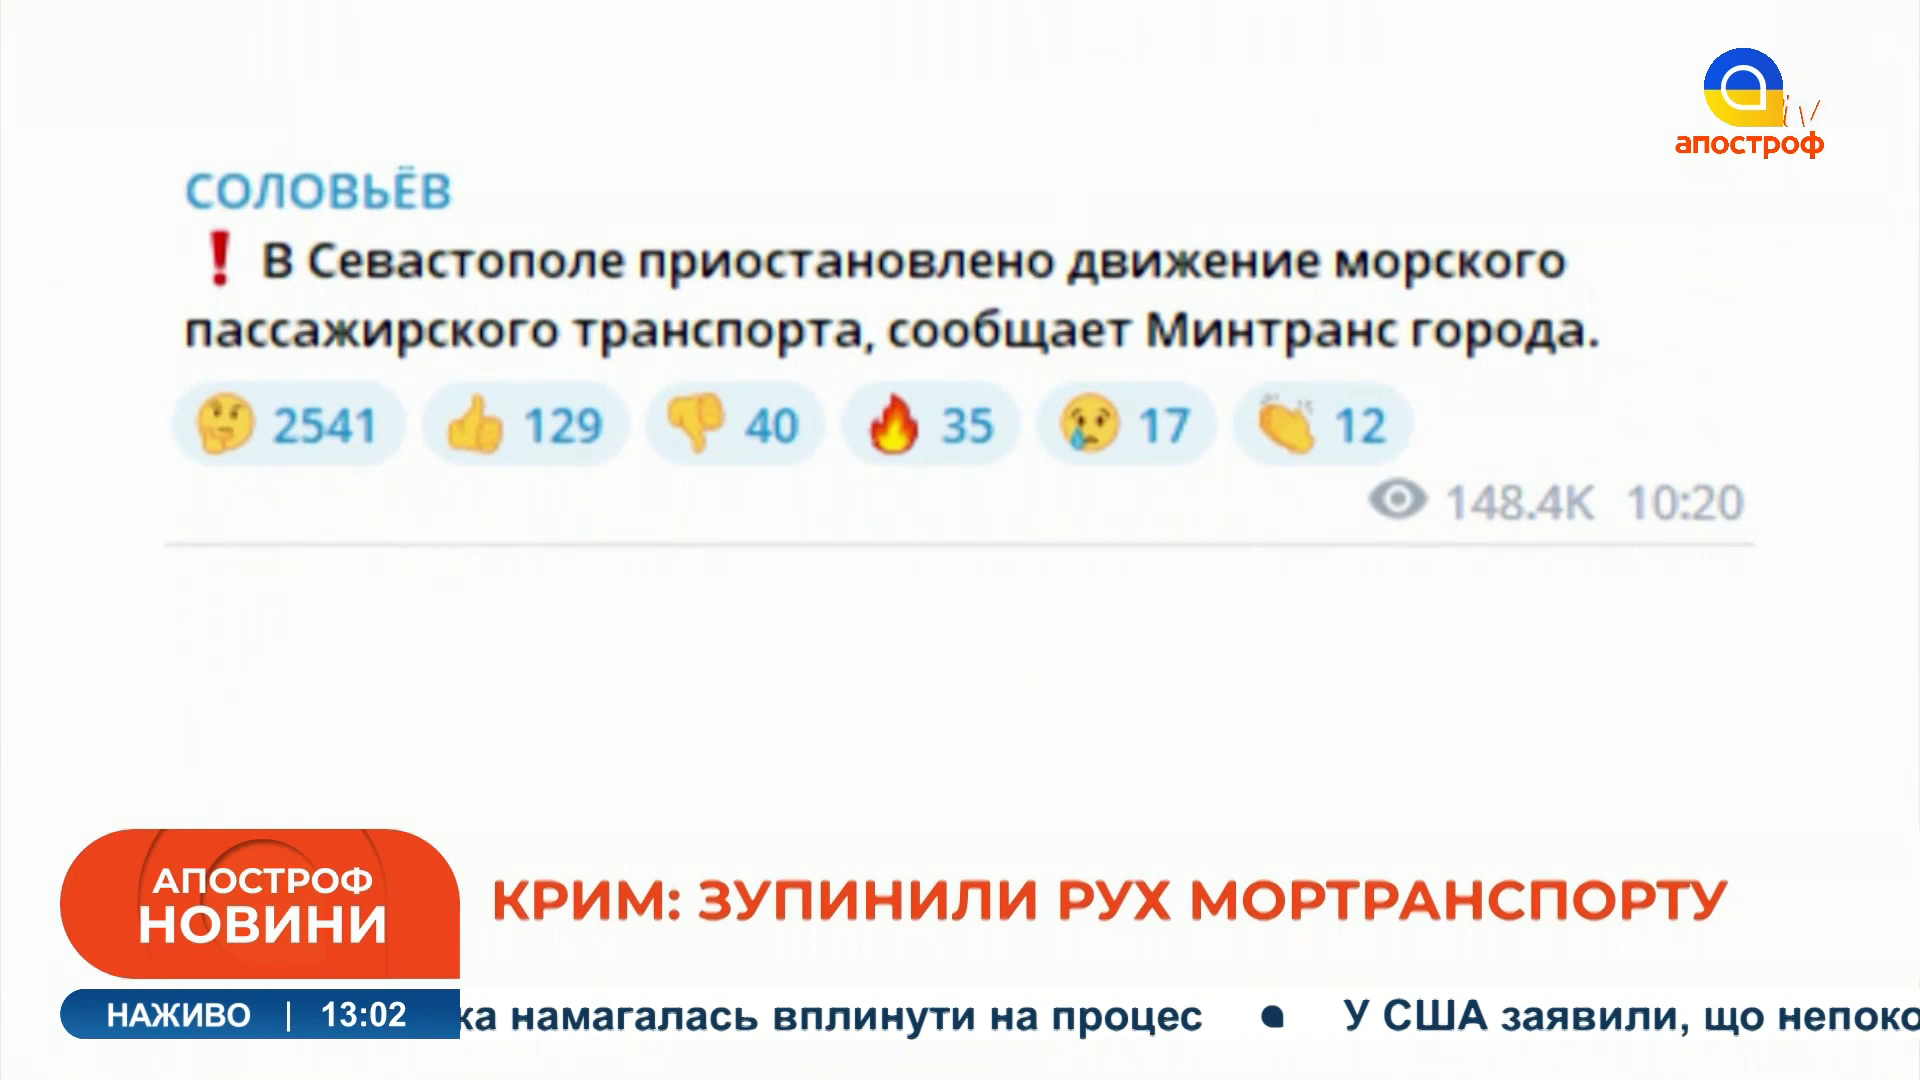 tv
апостроф
СОЛОВЬЁВ
❗ В Севастополе приостановлено движение морского
пассажирского транспорта, сообщает Минтранс города.
🤔 2541 👍 129 👎 40 🔥 35 😢 17 👏 12
148.4K 10:20
АПОСТРОФ
НОВИНИ
КРИМ: ЗУПИНИЛИ РУХ МОРТРАНСПОРТУ
НАЖИВО | 13:02
ка намагалась вплинути на процес • У США заявили, що непоко